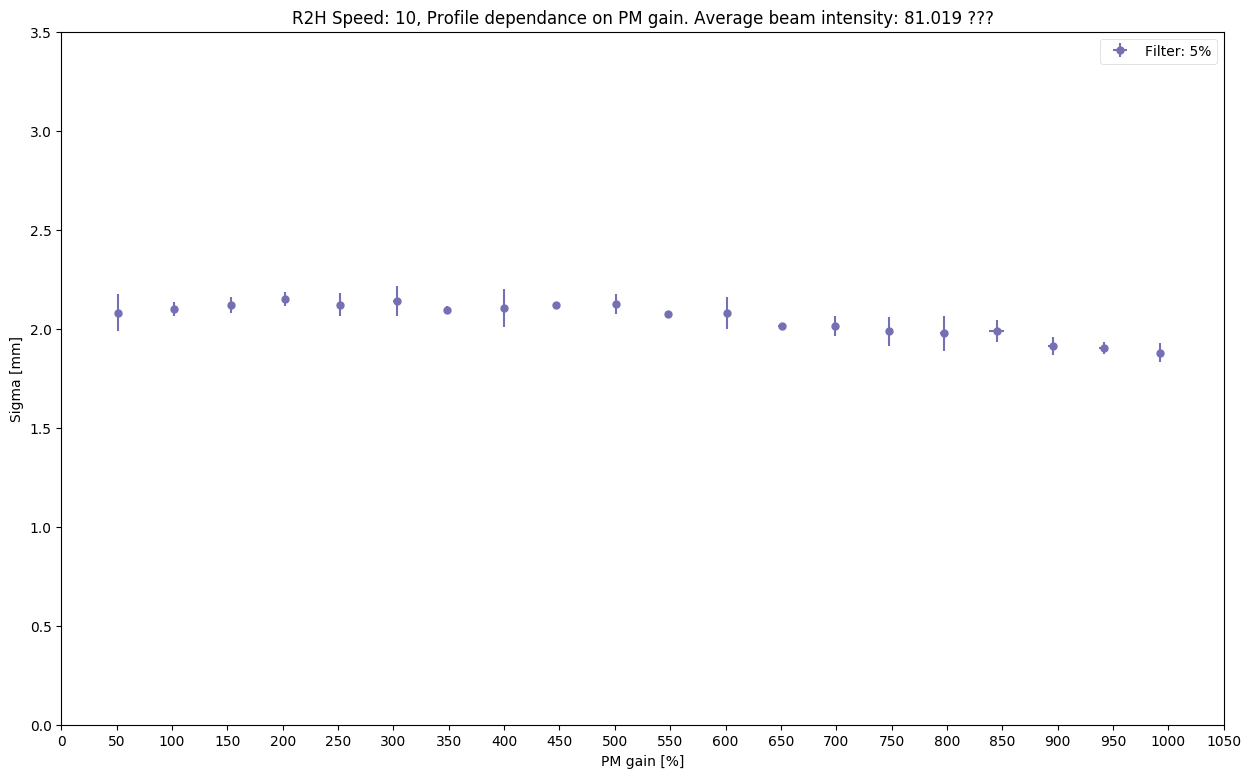 R2H Speed: 10, Profile dependance on PM gain. Average beam intensity: 81.019 ???
Filter: 5%
3.5
3.0
2.5
2.0
1.5
1.0
0.5
0.0
Sigma [mm]
0 50 100 150 200 250 300 350 400 450 500 550 600 650 700 750 800 850 900 950 1000 1050
PM gain [%]